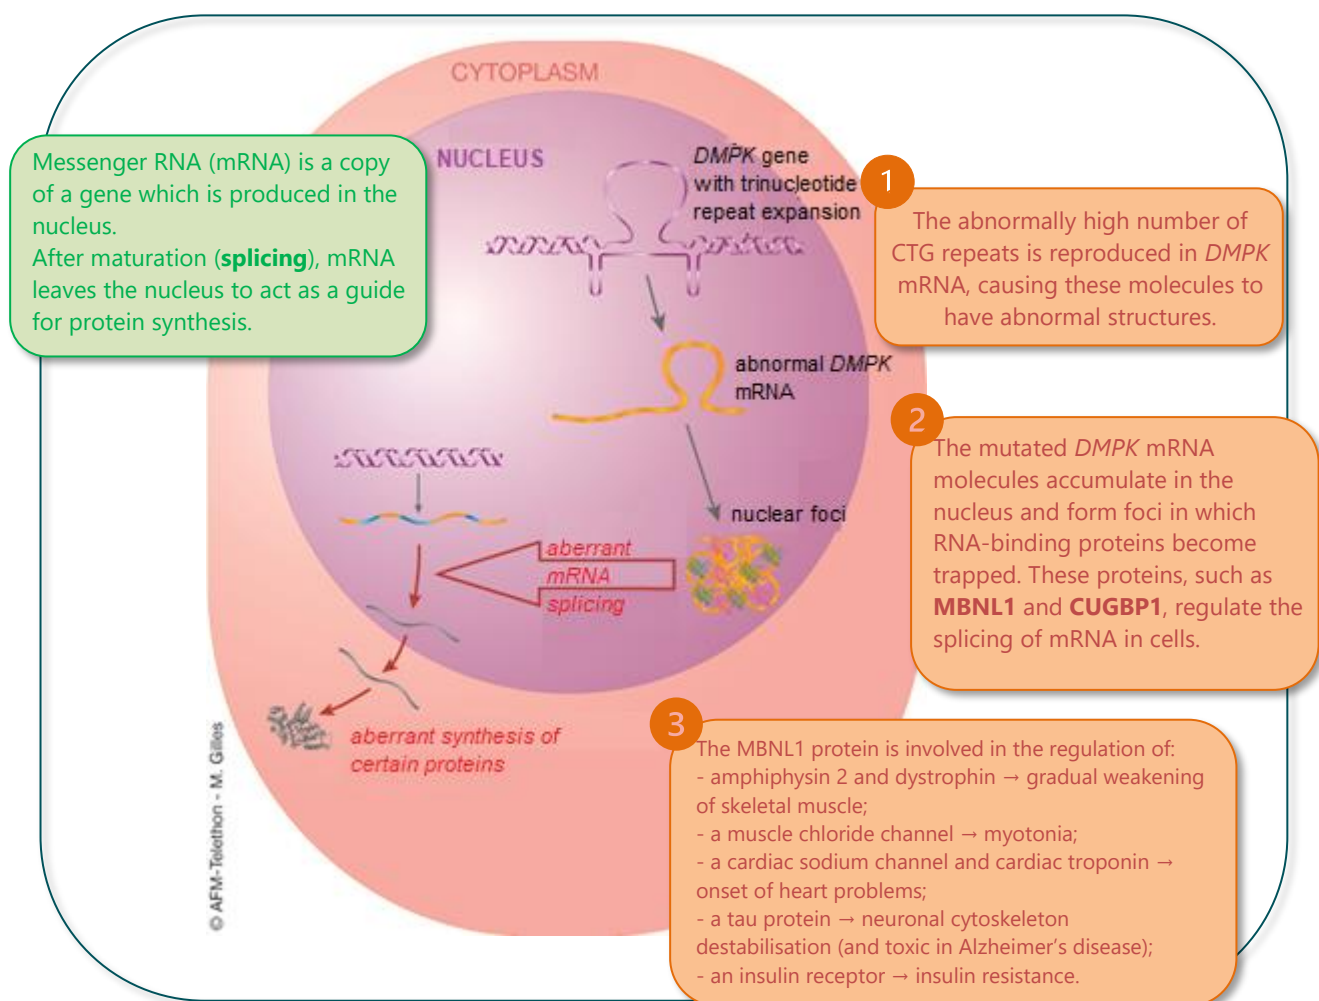 CYTOPLASM
Messenger RNA (mRNA) is a copy
of a gene which is produced in the
nucleus.
After maturation (splicing), mRNA
leaves the nucleus to act as a guide
for protein synthesis.
NUCLEUS
DMPK gene
with trinucleotide
repeat expansion
1
The abnormally high number of
CTG repeats is reproduced in DMPK
mRNA, causing these molecules to
have abnormal structures.
abnormal DMPK
mRNA
2
The mutated DMPK mRNA
molecules accumulate in the
nucleus and form foci in which
RNA-binding proteins become
trapped. These proteins, such as
MBNL1 and CUGBP1, regulate the
splicing of mRNA in cells.
nuclear foci
aberrant
mRNA
splicing
aberrant synthesis of
certain proteins
3
The MBNL1 protein is involved in the regulation of:
- amphiphysin 2 and dystrophin → gradual weakening
of skeletal muscle;
- a muscle chloride channel → myotonia;
- a cardiac sodium channel and cardiac troponin →
onset of heart problems;
- a tau protein → neuronal cytoskeleton
destabilisation (and toxic in Alzheimer's disease);
- an insulin receptor → insulin resistance.
© AFM-Telethon - M. Gilles